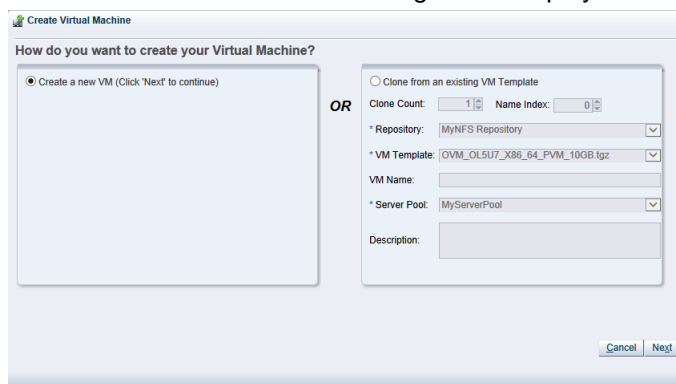 Create Virtual Machine
How do you want to create your Virtual Machine?
Create a new VM (Click 'Next' to continue)
OR
Clone from an existing VM Template
Clone Count: 1 Name Index: 0
* Repository: MyNFS Repository
* VM Template: OVM_OL5U7_X86_64_PVM_10GB.tgz
VM Name:
* Server Pool: MyServerPool
Description:
Cancel Next